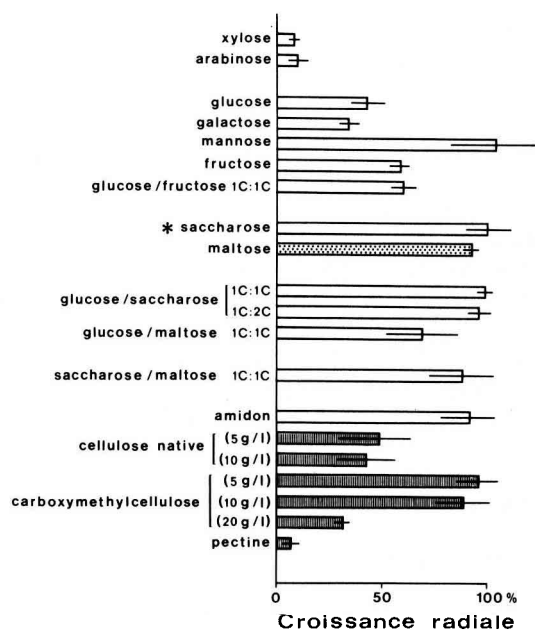 xylose
arabinose
glucose
galactose
mannose
fructose
glucose/fructose 1C:1C
* saccharose
maltose
glucose/saccharose 1C:1C
1C:2C
glucose/maltose 1C:1C
saccharose/maltose 1C:1C
amidon
cellulose native (5 g/l)
(10 g/l)
carboxymethylcellulose (5 g/l)
(10 g/l)
(20 g/l)
pectine
0 50 100 %
Croissance radiale